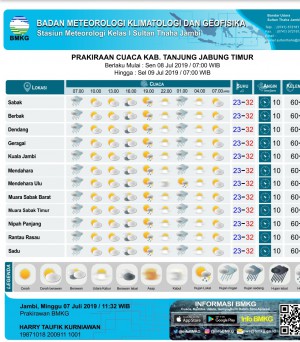 BMKG
BADAN METEOROLOGI KLIMATOLOGI DAN GEOFISIKA
Stasiun Meteorologi Kelas I Sultan Thaha Jambi
PRAKIRAAN CUACA KAB. TANJUNG JABUNG TIMUR
Berlaku Mulai : Sen 08 Jul 2019 / 07:00 WIB
Hingga : Sel 09 Jul 2019 / 07:00 WIB
LOKASI CUACA SUHU ANGIN
07.00 10.00 13.00 16.00 19.00 22.00 01.00 04.00 07.00
Sabak 23-32 10 60
Berbak 23-32 10 60
Dendang 23-32 10 60
Geragai 23-32 10 60
Kuala Jambi 23-32 10 60
Mendahara 23-32 10 60
Mendahara Ulu 23-32 10 60
Muara Sabak Barat 23-32 10 60
Muara Sabak Timur 23-32 10 60
Nipah Panjang 23-32 10 60
Rantau Rasau 23-32 10 60
Sadu 23-32 10 60
LEGENDA
Jambi, Minggu 07 Juli 2019 / 11:32 WIB
Prakirawan BMKG
HARRY TAUFIK KURNIAWAN
19871018 200911 1001
INFORMASI BMKG
App Store
Google Play
Info BMKG